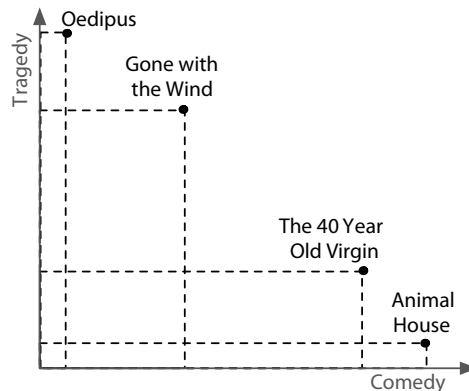 Tragedy
Oedipus
Gone with
the Wind
The 40 Year
Old Virgin
Animal
House
Comedy